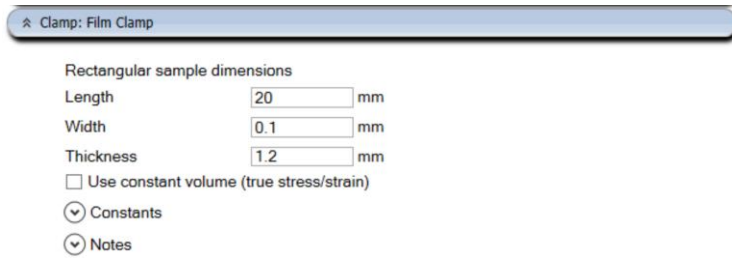 Clamp: Film Clamp
Rectangular sample dimensions
Length 20 mm
Width 0.1 mm
Thickness 1.2 mm
Use constant volume (true stress/strain)
Constants
Notes